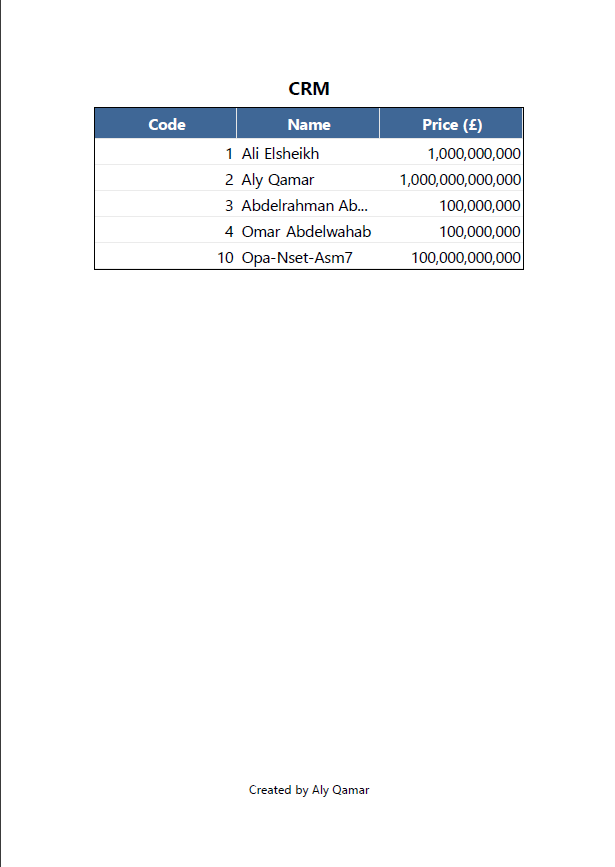 CRM
Code Name Price (£)
1 Ali Elsheikh 1,000,000,000
2 Aly Qamar 1,000,000,000,000
3 Abdelrahman Ab... 100,000,000
4 Omar Abdelwahab 100,000,000
10 Opa-Nset-Asm7 100,000,000,000
Created by Aly Qamar